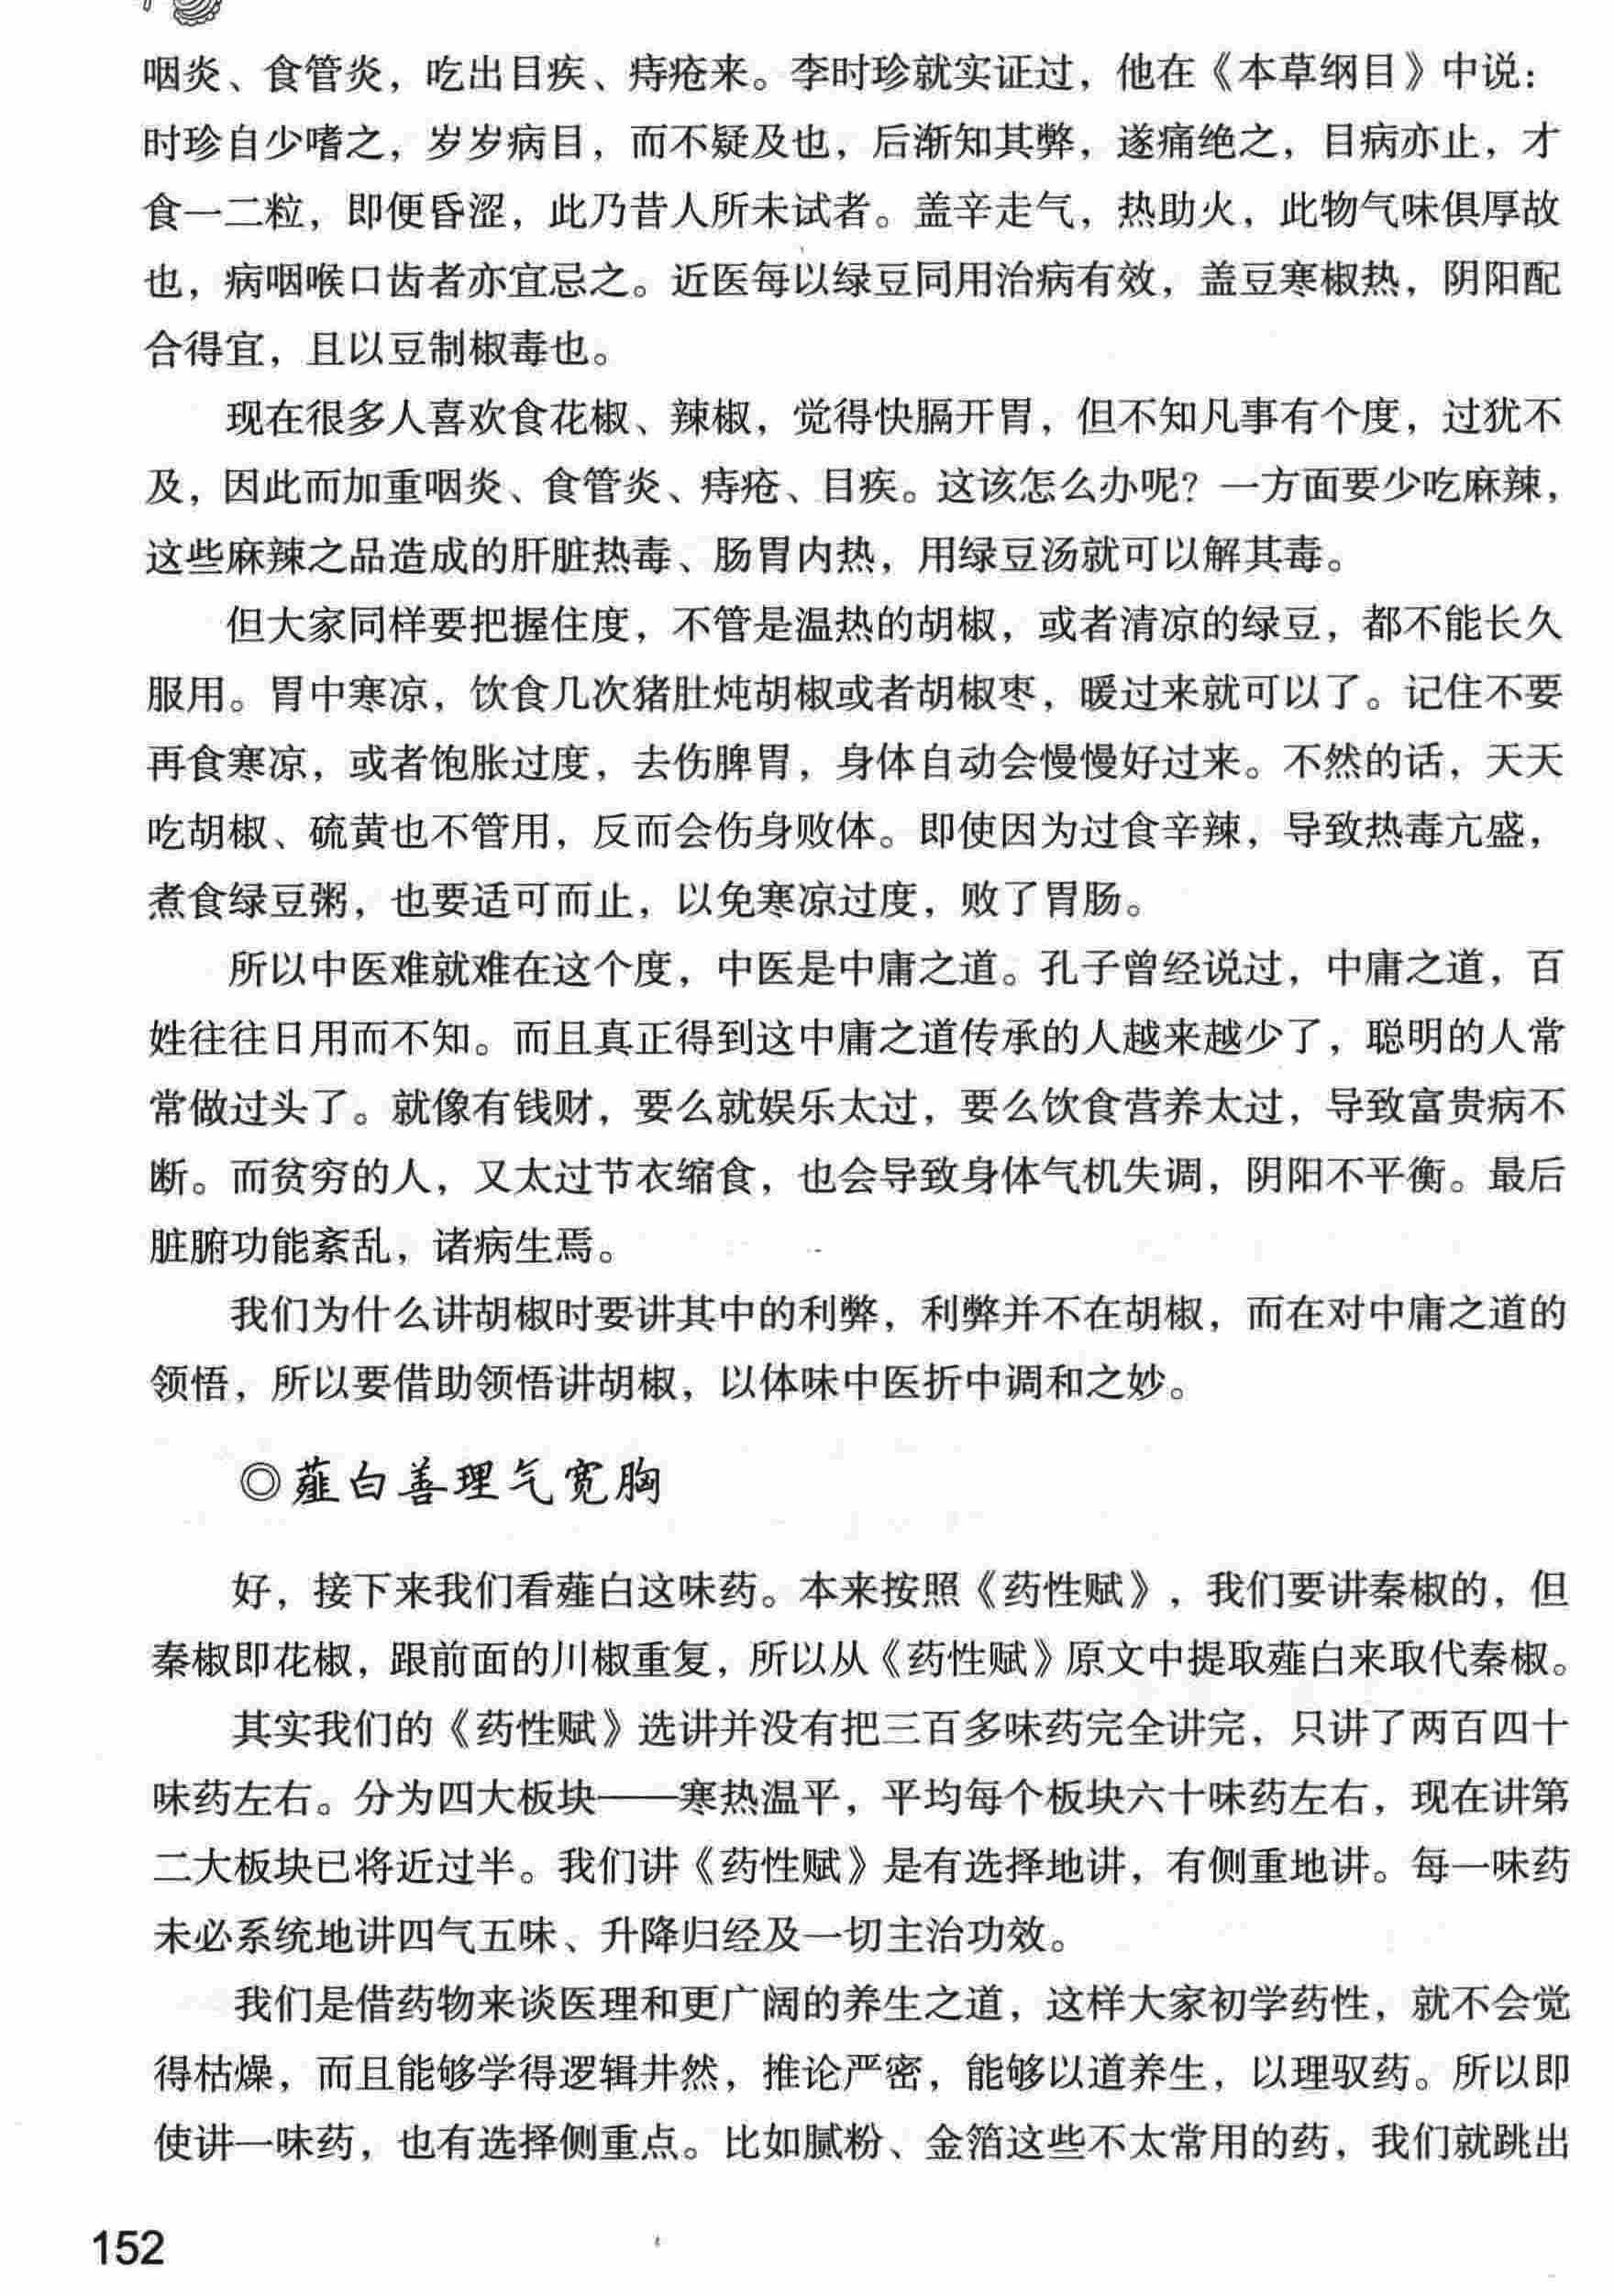 咽炎、食管炎，吃出目疾、痔疮来。李时珍就实证过，他在《本草纲目》中说：
时珍自少嗜之，岁岁病目，而不疑及也，后渐知其弊，遂痛绝之，目病亦止，才
食一二粒，即便昏涩，此乃昔人所未试者。盖辛走气，热助火，此物气味俱厚故
也，病咽喉口齿者亦宜忌之。近医每以绿豆同用治病有效，盖豆寒椒热，阴阳配
合得宜，且以豆制椒毒也。
现在很多人喜欢食花椒、辣椒，觉得快膈开胃，但不知凡事有个度，过犹不
及，因此而加重咽炎、食管炎、痔疮、目疾。这该怎么办呢？一方面要少吃麻辣，
这些麻辣之品造成的肝脏热毒、肠胃内热，用绿豆汤就可以解其毒。
但大家同样要把握住度，不管是温热的胡椒，或者清凉的绿豆，都不能长久
服用。胃中寒凉，饮食几次猪肚炖胡椒或者胡椒枣，暖过来就可以了。记住不要
再食寒凉，或者饱胀过度，去伤脾胃，身体自动会慢慢好过来。不然的话，天天
吃胡椒、硫黄也不管用，反而会伤身败体。即使因为过食辛辣，导致热毒亢盛，
煮食绿豆粥，也要适可而止，以免寒凉过度，败了胃肠。
所以中医难就难在这个度，中医是中庸之道。孔子曾经说过，中庸之道，百
姓往往日用而不知。而且真正得到这中庸之道传承的人越来越少了，聪明的人常
常做过头了。就像有钱财，要么就娱乐太过，要么饮食营养太过，导致富贵病不
断。而贫穷的人，又太过节衣缩食，也会导致身体气机失调，阴阳不平衡。最后
脏腑功能紊乱，诸病生焉。
我们为什么讲胡椒时要讲其中的利弊，利弊并不在胡椒，而在对中庸之道的
领悟，所以要借助领悟讲胡椒，以体味中医折中调和之妙。
◎薤白善理气宽胸
好，接下来我们看薤白这味药。本来按照《药性赋》，我们要讲秦椒的，但
秦椒即花椒，跟前面的川椒重复，所以从《药性赋》原文中提取薤白来取代秦椒。
其实我们的《药性赋》选讲并没有把三百多味药完全讲完，只讲了两百四十
味药左右。分为四大板块——寒热温平，平均每个板块六十味药左右，现在讲第
二大板块已将近过半。我们讲《药性赋》是有选择地讲，有侧重地讲。每一味药
未必系统地讲四气五味、升降归经及一切主治功效。
我们是借药物来谈医理和更广阔的养生之道，这样大家初学药性，就不会觉
得枯燥，而且能够学得逻辑井然，推论严密，能够以道养生，以理驭药。所以即
使讲一味药，也有选择侧重点。比如腻粉、金箔这些不太常用的药，我们就跳出
152